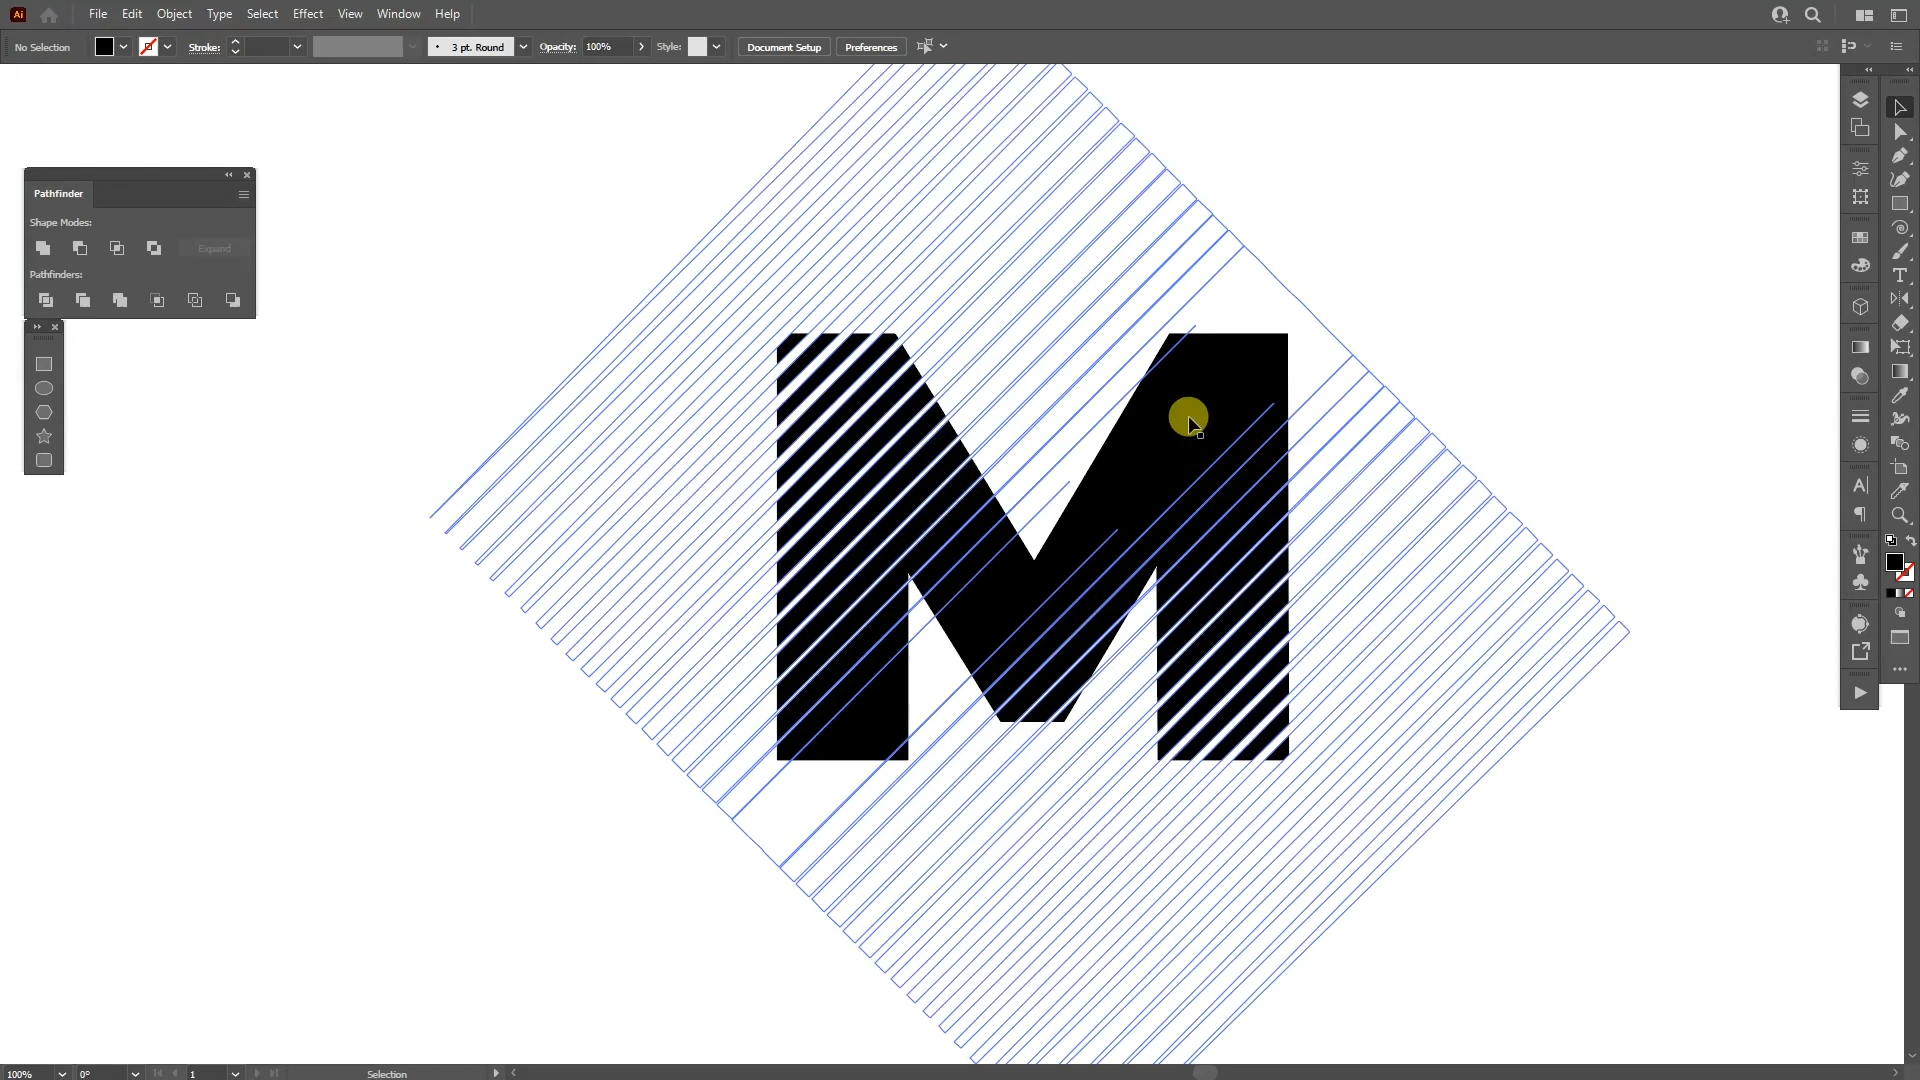 Ai File Edit Object Type Select Effect View Window Help
No Selection Stroke: 3 pt. Round Opacity: 100% Style: Document Setup Preferences
Pathfinder
Shape Modes:
Expand
Pathfinders:
M
100% 0° 1 Selection